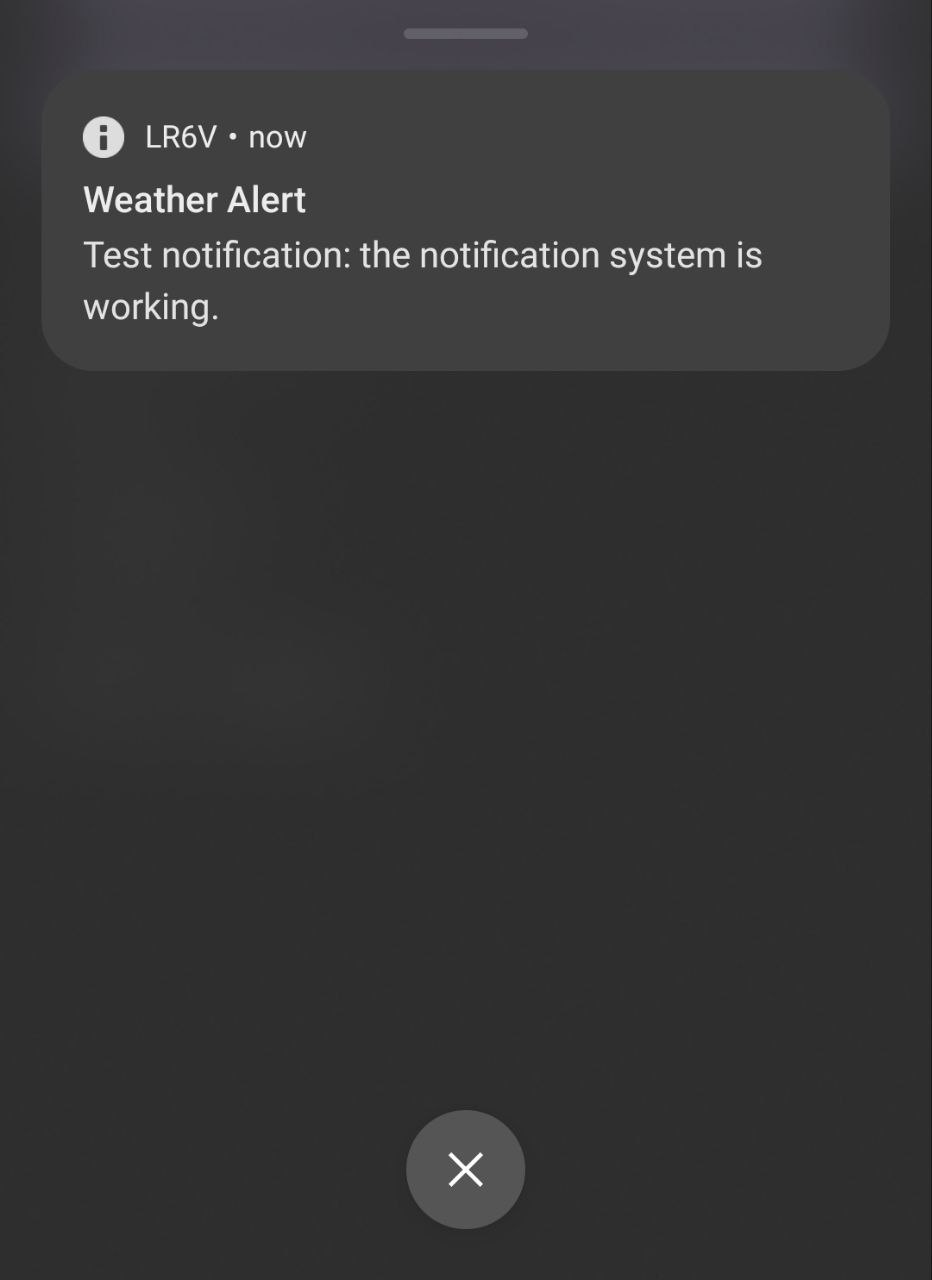 LR6V • now
Weather Alert
Test notification: the notification system is
working.